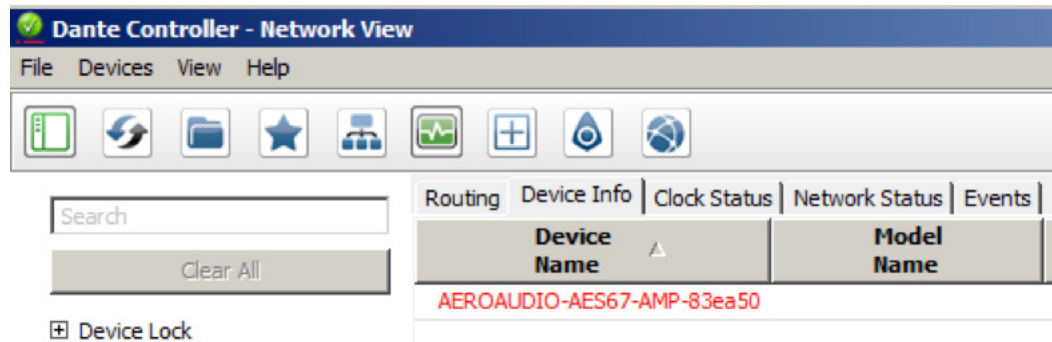 Dante Controller - Network View
File Devices View Help
Search
Clear All
Device Lock
Routing Device Info Clock Status Network Status Events
Device Name Model Name
AEROAUDIO-AES67-AMP-83ea50